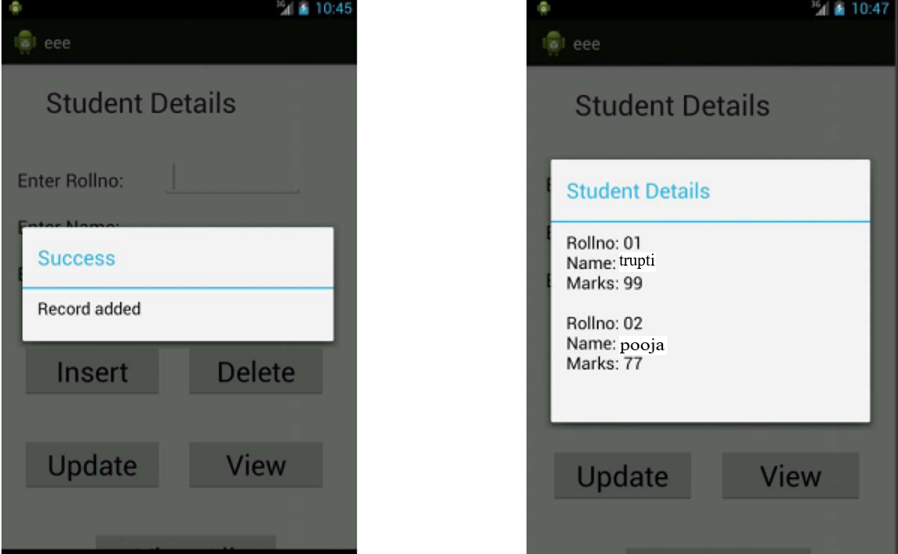 3G 10:45
eee
Student Details
Enter Rollno:
Enter Name:
Success
Record added
Insert Delete
Update View
3G 10:47
eee
Student Details
Student Details
Rollno: 01
Name: trupti
Marks: 99
Rollno: 02
Name: pooja
Marks: 77
Update View